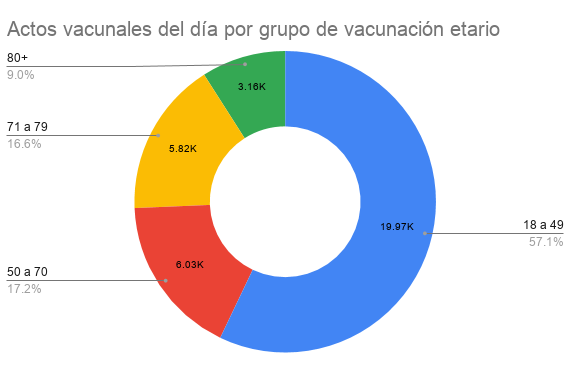 Actos vacunales del día por grupo de vacunación etario
80+
9.0%
3.16K
71 a 79
16.6%
5.82K
18 a 49
57.1%
19.97K
50 a 70
17.2%
6.03K